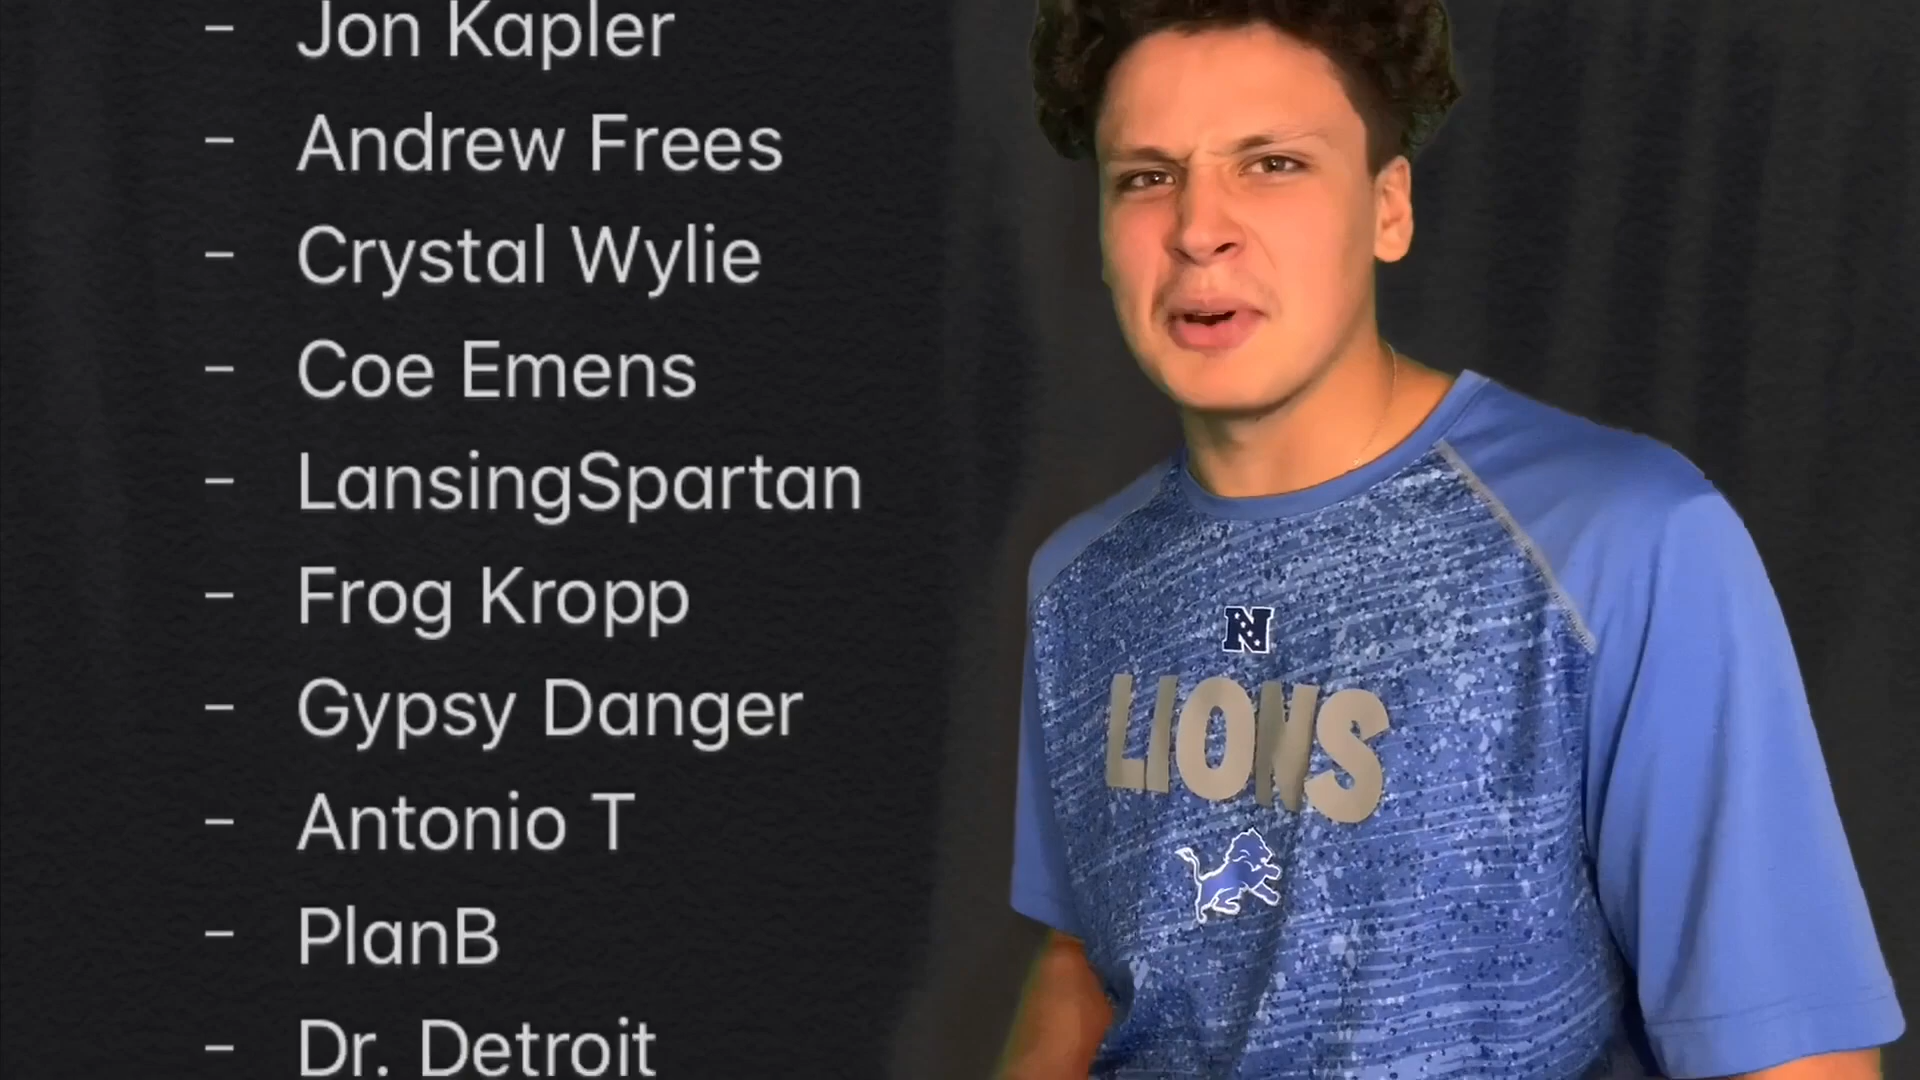 - Jon Kapler
- Andrew Frees
- Crystal Wylie
- Coe Emens
- LansingSpartan
- Frog Kropp
- Gypsy Danger
- Antonio T
- PlanB
- Dr. Detroit
N
LIONS